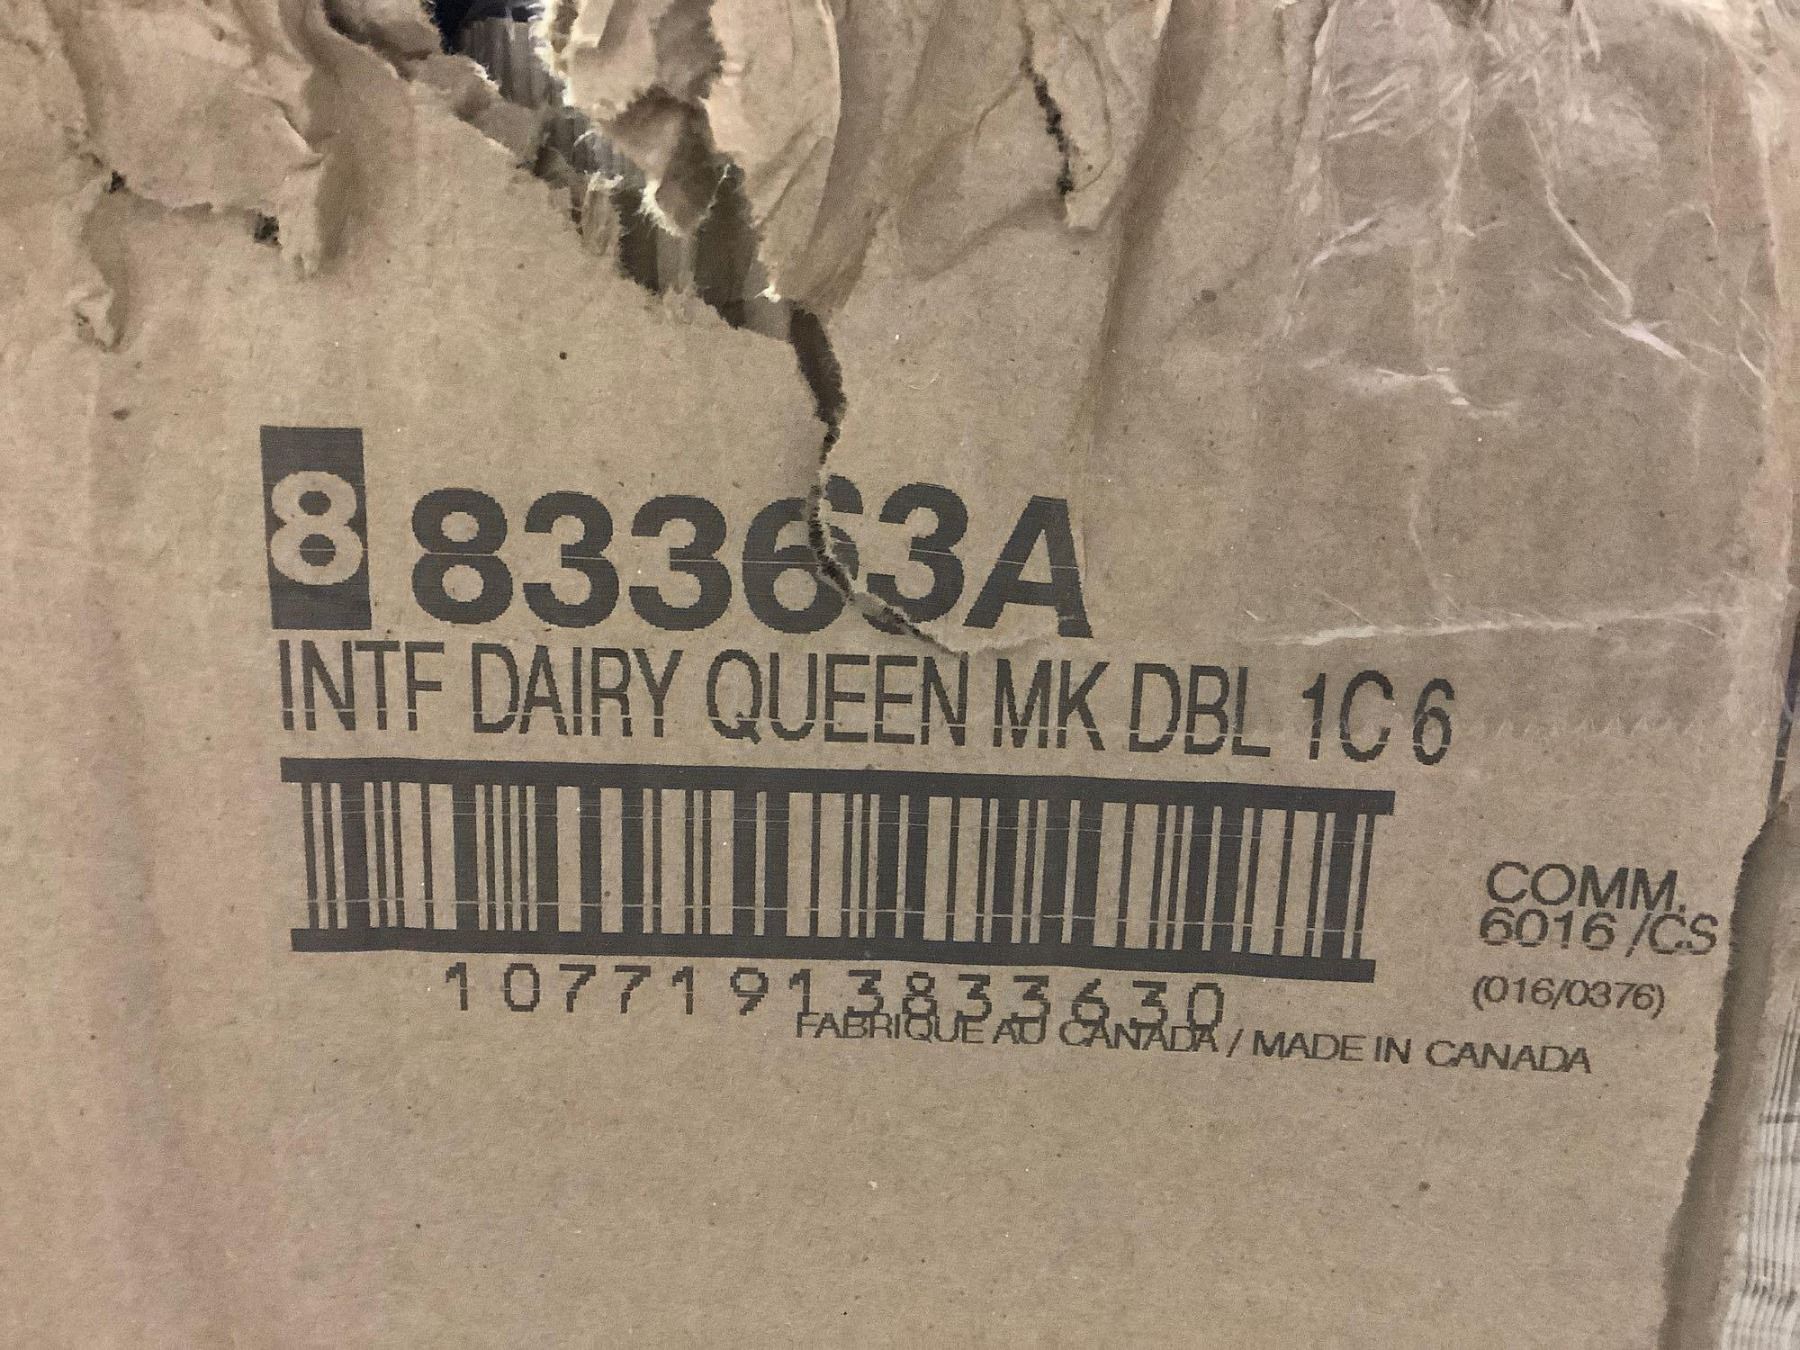 8 83363A
INTF DAIRY QUEEN MK DBL 1C 6
10771913833630
COMM.
6016 /CS
(016/0376)
FABRIQUE AU CANADA / MADE IN CANADA